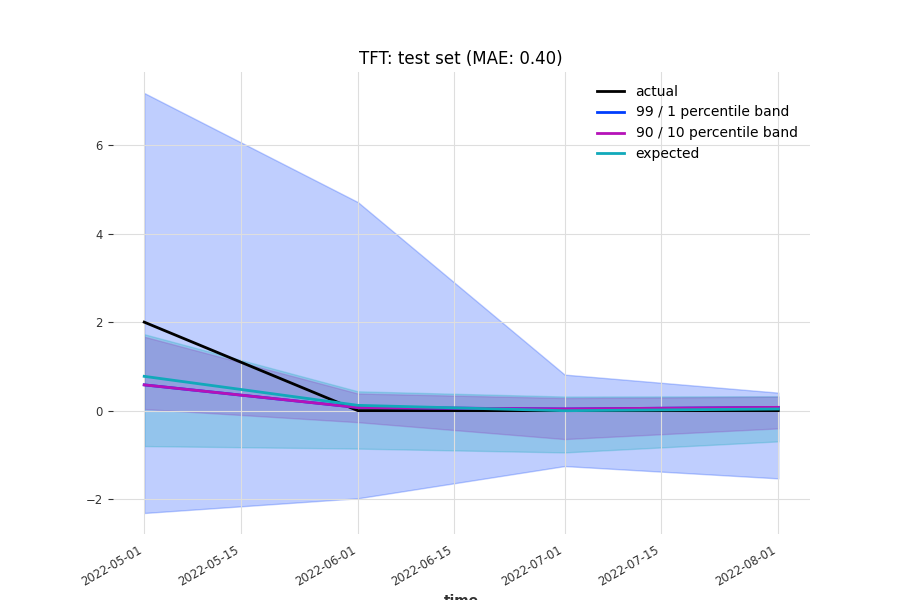 TFT: test set (MAE: 0.40)
actual
99 / 1 percentile band
90 / 10 percentile band
expected
6
4
2
0
−2
2022-05-01
2022-05-15
2022-06-01
2022-06-15
2022-07-01
2022-07-15
2022-08-01
time